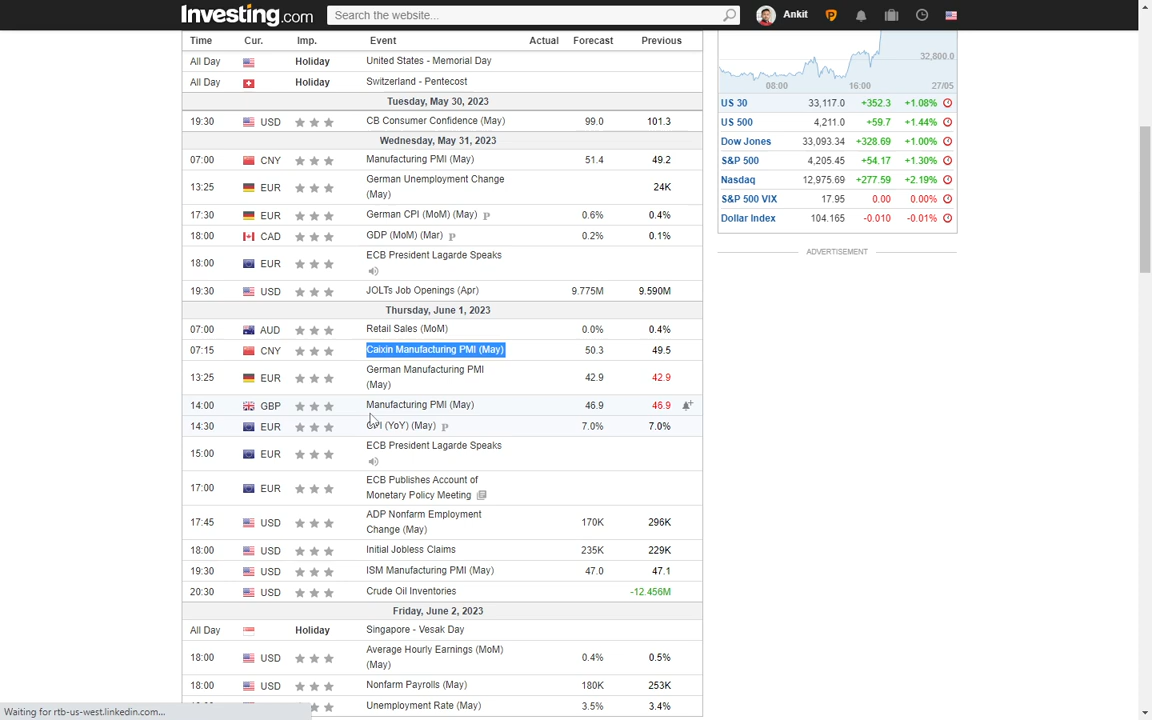 Investing.com
Search the website...
Ankit
Time Cur. Imp. Event Actual Forecast Previous
All Day Holiday United States - Memorial Day
All Day Holiday Switzerland - Pentecost
Tuesday, May 30, 2023
19:30 USD CB Consumer Confidence (May) 99.0 101.3
Wednesday, May 31, 2023
07:00 CNY Manufacturing PMI (May) 51.4 49.2
13:25 EUR German Unemployment Change (May) 24K
17:30 EUR German CPI (MoM) (May) P 0.6% 0.4%
18:00 CAD GDP (MoM) (Mar) P 0.2% 0.1%
18:00 EUR ECB President Lagarde Speaks
19:30 USD JOLTs Job Openings (Apr) 9.775M 9.590M
Thursday, June 1, 2023
07:00 AUD Retail Sales (MoM) 0.0% 0.4%
07:15 CNY Caixin Manufacturing PMI (May) 50.3 49.5
13:25 EUR German Manufacturing PMI (May) 42.9 42.9
14:00 GBP Manufacturing PMI (May) 46.9 46.9
14:30 EUR CPI (YoY) (May) P 7.0% 7.0%
15:00 EUR ECB President Lagarde Speaks
17:00 EUR ECB Publishes Account of Monetary Policy Meeting
17:45 USD ADP Nonfarm Employment Change (May) 170K 296K
18:00 USD Initial Jobless Claims 235K 229K
19:30 USD ISM Manufacturing PMI (May) 47.0 47.1
20:30 USD Crude Oil Inventories -12.456M
Friday, June 2, 2023
All Day Holiday Singapore - Vesak Day
18:00 USD Average Hourly Earnings (MoM) (May) 0.4% 0.5%
18:00 USD Nonfarm Payrolls (May) 180K 253K
USD Unemployment Rate (May) 3.5% 3.4%
32,800.0
08:00 16:00 27/05
US 30 33,117.0 +352.3 +1.08%
US 500 4,211.0 +59.7 +1.44%
Dow Jones 33,093.34 +328.69 +1.00%
S&P 500 4,205.45 +54.17 +1.30%
Nasdaq 12,975.69 +277.59 +2.19%
S&P 500 VIX 17.95 0.00 0.00%
Dollar Index 104.165 -0.010 -0.01%
ADVERTISEMENT
Waiting for rtb-us-west.linkedin.com...